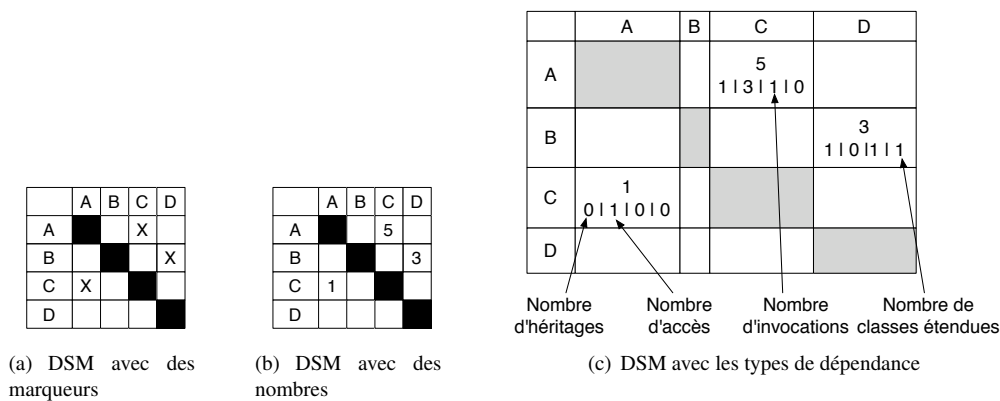 A B C D
A X
B X
C X
D
(a) DSM avec des
marqueurs
A B C D
A 5
B 3
C 1
D
(b) DSM avec des
nombres
A B C D
A 5
1 | 3 | 1 | 0
B 3
1 | 0 | 1 | 1
C 1
0 | 1 | 0 | 0
D
Nombre
d'héritages
Nombre
d'accès
Nombre
d'invocations
Nombre de
classes étendues
(c) DSM avec les types de dépendance